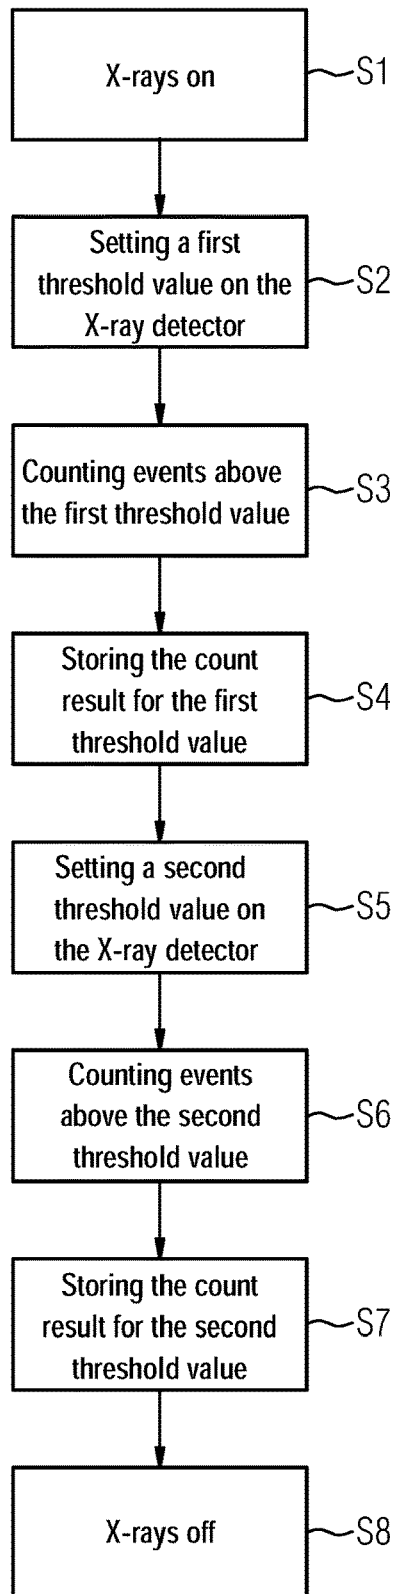 X-rays on
S1
Setting a first
threshold value on the
X-ray detector
S2
Counting events above
the first threshold value
S3
Storing the count
result for the first
threshold value
S4
Setting a second
threshold value on
the X-ray detector
S5
Counting events
above the second
threshold value
S6
Storing the count
result for the second
threshold value
S7
X-rays off
S8